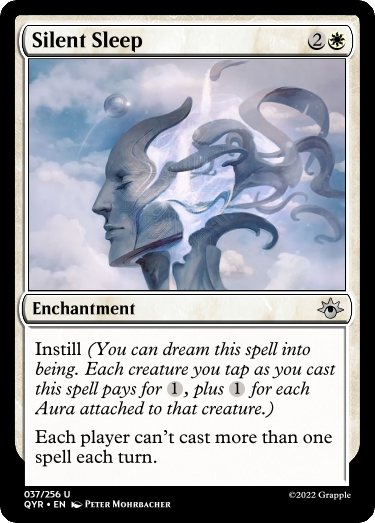 Silent Sleep 2
Enchantment
Instill (You can dream this spell into
being. Each creature you tap as you cast
this spell pays for 1, plus 1 for each
Aura attached to that creature.)
Each player can't cast more than one
spell each turn.
037/256 U
QYR • EN Peter Mohrbacher
©2022 Grapple